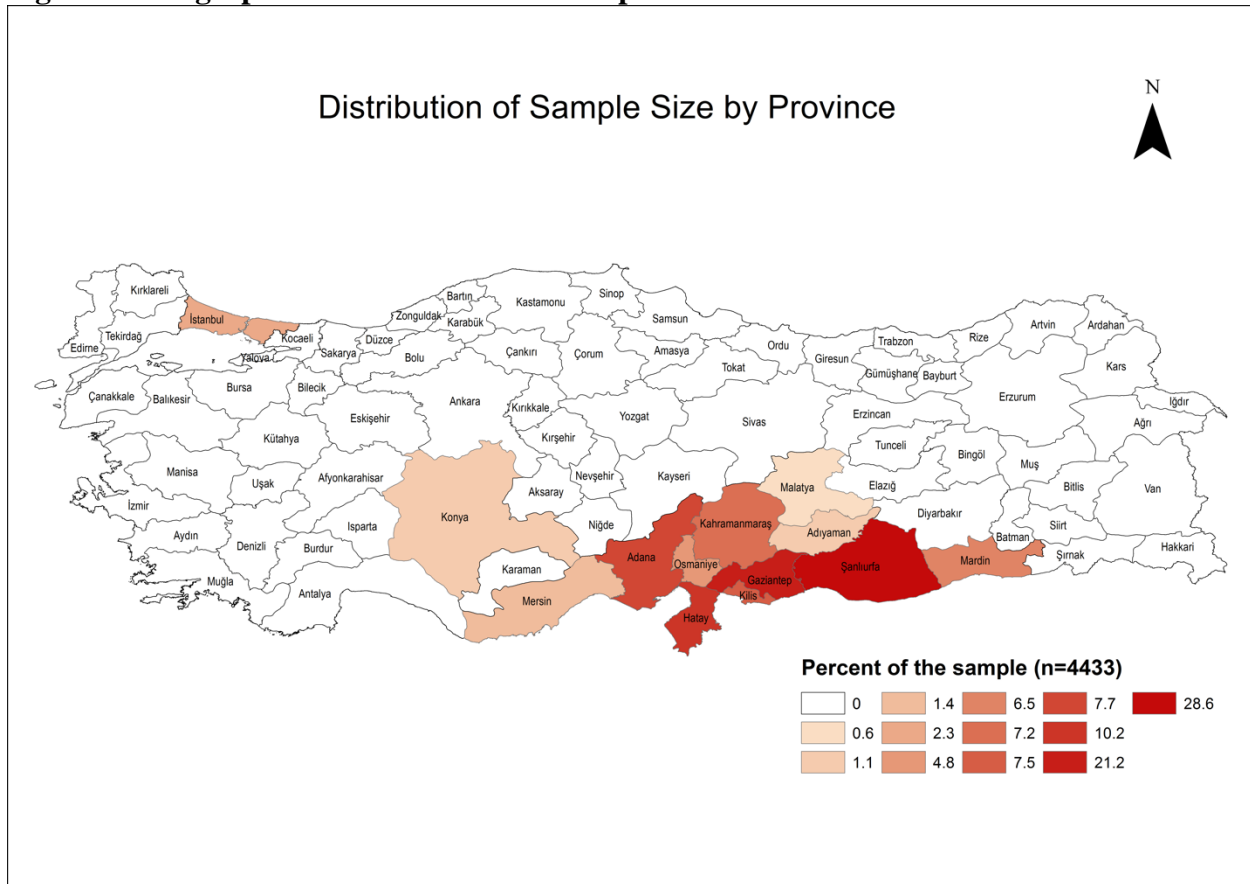 Distribution of Sample Size by Province
N
Kırklareli
Edirne
Tekirdağ
İstanbul
Kocaeli
Yalova
Sakarya
Düzce
Zonguldak
Bartın
Karabük
Kastamonu
Sinop
Samsun
Ordu
Giresun
Trabzon
Rize
Artvin
Ardahan
Kars
Iğdır
Ağrı
Gümüşhane
Bayburt
Erzurum
Erzincan
Tokat
Amasya
Çorum
Çankırı
Bolu
Bilecik
Bursa
Balıkesir
Çanakkale
Kütahya
Eskişehir
Ankara
Kırıkkale
Kırşehir
Yozgat
Sivas
Tunceli
Bingöl
Muş
Bitlis
Van
Elazığ
Malatya
Kayseri
Nevşehir
Aksaray
Niğde
Konya
Afyonkarahisar
Uşak
Manisa
İzmir
Aydın
Denizli
Isparta
Burdur
Muğla
Antalya
Karaman
Mersin
Adana
Osmaniye
Kahramanmaraş
Adıyaman
Gaziantep
Kilis
Hatay
Şanlıurfa
Diyarbakır
Batman
Siirt
Mardin
Şırnak
Hakkari
Percent of the sample (n=4433)
0 1.4 6.5 7.7 28.6
0.6 2.3 7.2 10.2
1.1 4.8 7.5 21.2